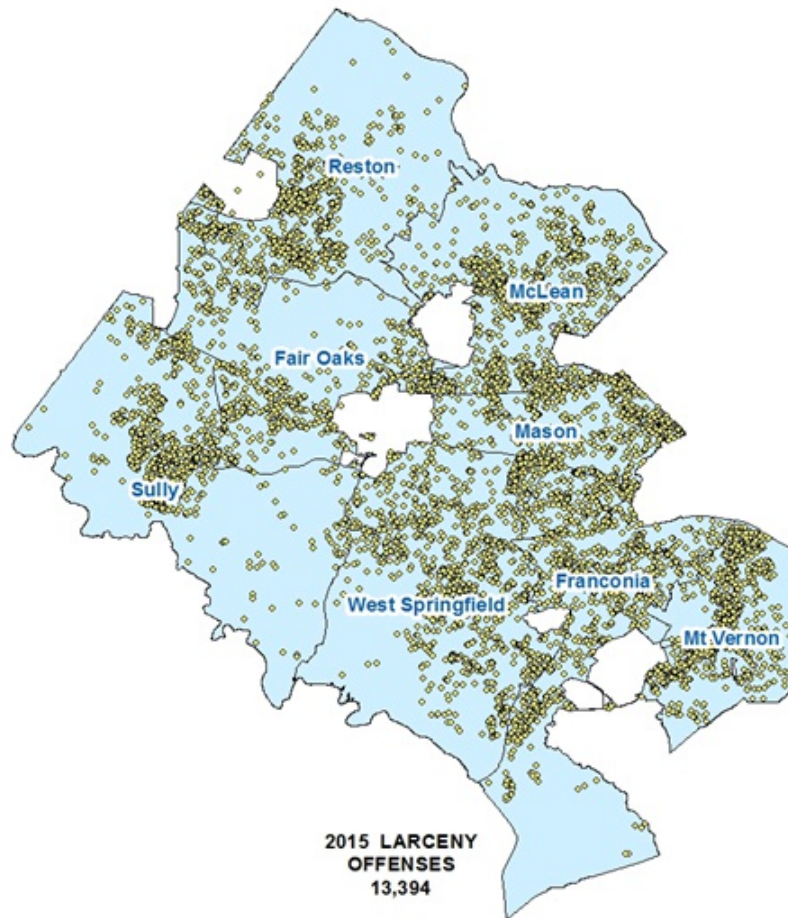 Reston
McLean
Fair Oaks
Mason
Sully
Franconia
West Springfield
Mt Vernon
2015 LARCENY
OFFENSES
13,394